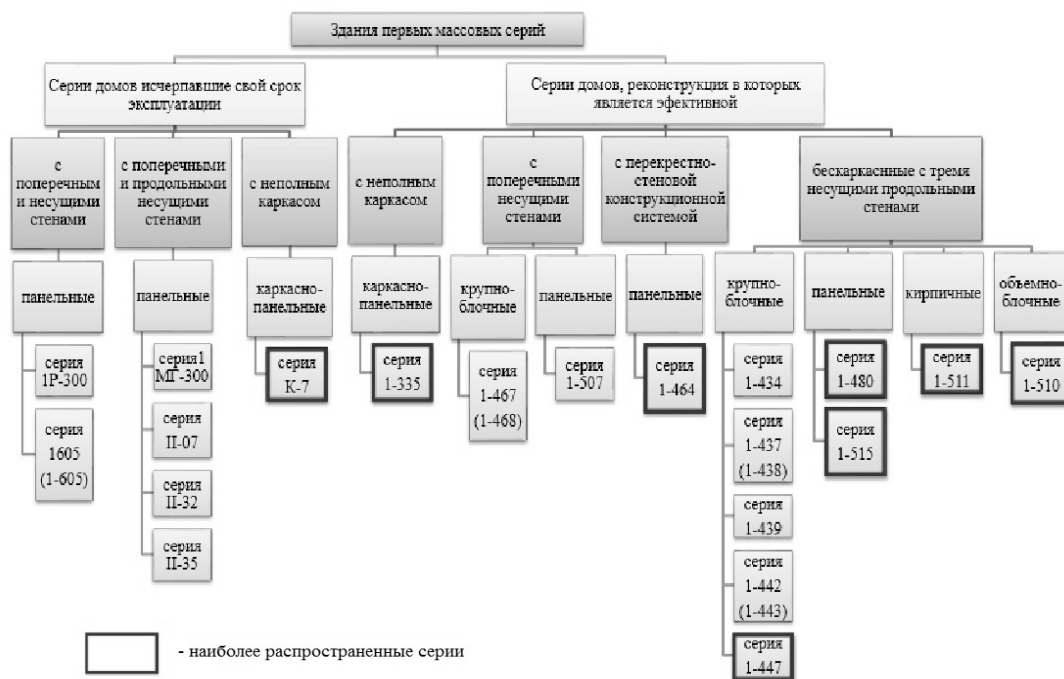 Здания первых массовых серий
Серии домов исчерпавшие свой срок
эксплуатации
Серии домов, реконструкция в которых
является эфективной
с
поперечным
и несущими
стенами
с поперечными
и продольными
несущими
стенами
с неполным
каркасом
с неполным
каркасом
с
поперечными
несущими
стенами
с перекрестно-
стеновой
конструкционной
системой
бескаркасные с тремя
несущими продольными
стенами
панельные
панельные
каркасно-
панельные
каркасно-
панельные
крупно-
блочные
панельные
панельные
крупно-
блочные
панельные
кирпичные
объемно-
блочные
серия
1Р-300
серия
1605
(1-605)
серия1
МГ-300
серия
II-07
серия
II-32
серия
II-35
серия
К-7
серия
1-335
серия
1-467
(1-468)
серия
1-507
серия
1-464
серия
1-434
серия
1-437
(1-438)
серия
1-439
серия
1-442
(1-443)
серия
1-447
серия
1-480
серия
1-515
серия
1-511
серия
1-510
- наиболее распространенные серии